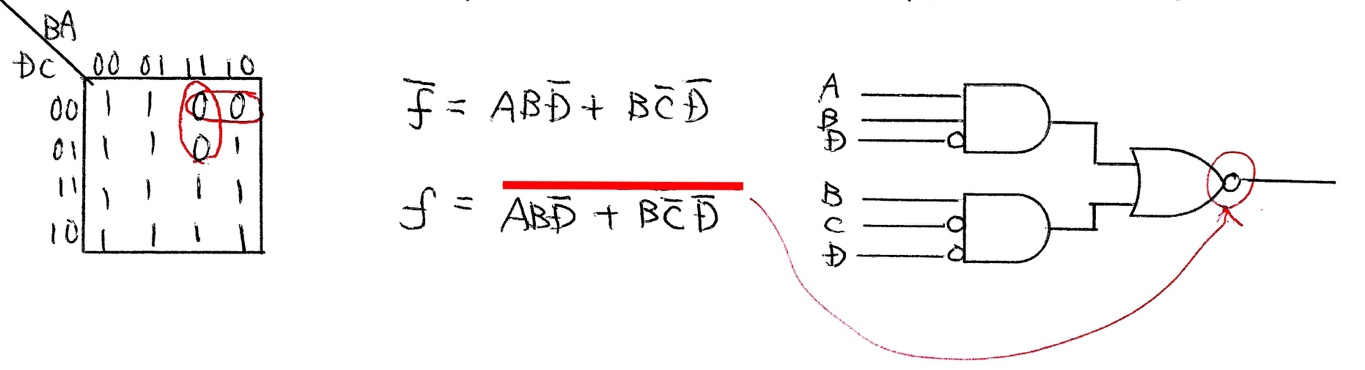 BA
DC 00 01 11 10
00 1 1 0 0
01 1 1 0 1
11 1 1 1 1
10 1 1 1 1
f̅ = ABD̅ + BC̅D̅
f = \overline{ABD̅ + BC̅D̅}
A
B
D
B
C
D